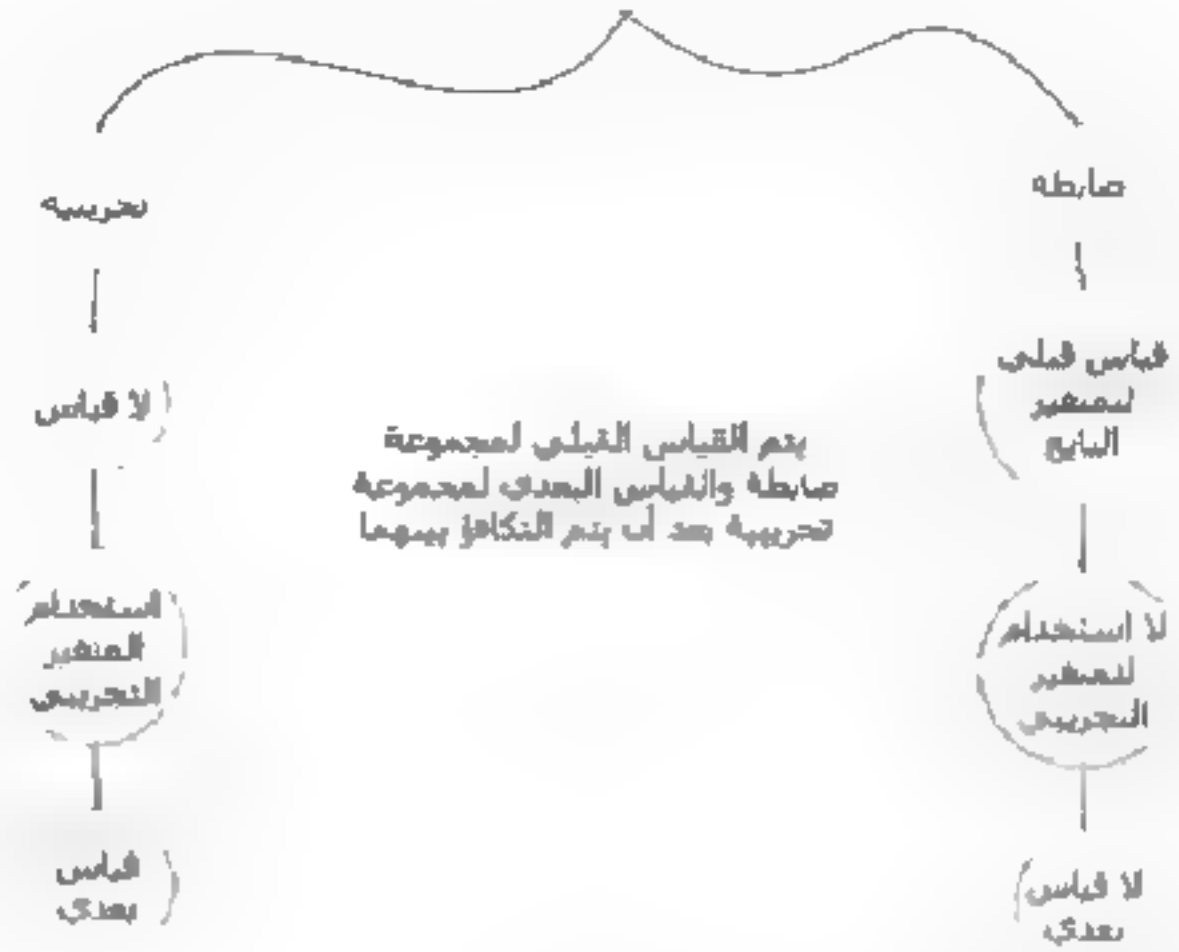 ضابطة
تجريبية
قياس قبلي
للمتغير
التابع
لا قياس
يتم القياس القبلي لمجموعة
ضابطة والقياس البعدي لمجموعة
تجريبية بعد أن يتم التكافؤ بينهما
لا استخدام
للمتغير
التجريبي
استخدام
المتغير
التجريبي
لا قياس
بعدي
قياس
بعدي